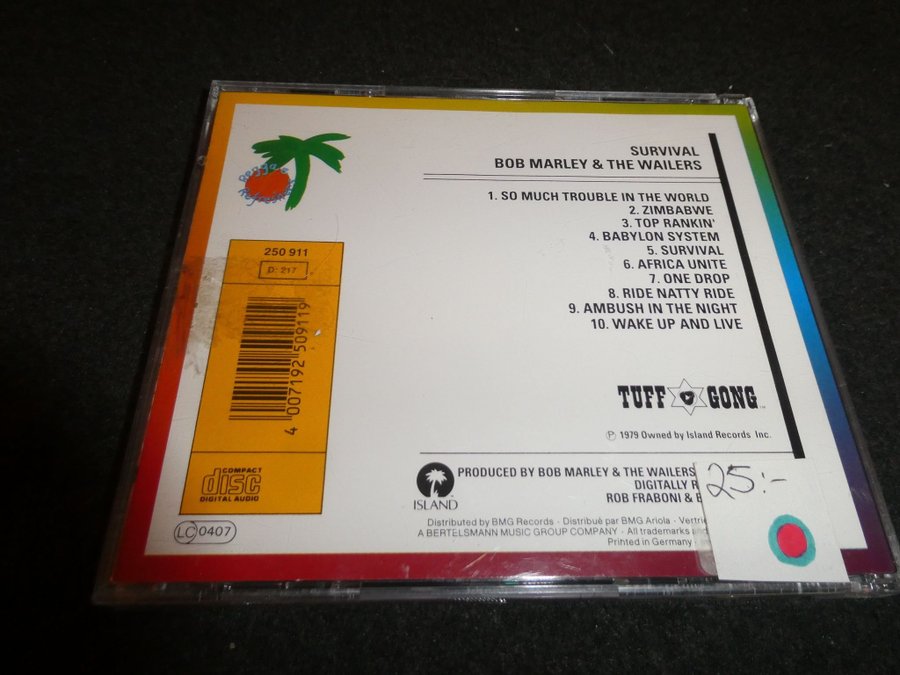 Reggae
Refreshers
SURVIVAL
BOB MARLEY & THE WAILERS
1. SO MUCH TROUBLE IN THE WORLD
2. ZIMBABWE
3. TOP RANKIN'
4. BABYLON SYSTEM
5. SURVIVAL
6. AFRICA UNITE
7. ONE DROP
8. RIDE NATTY RIDE
9. AMBUSH IN THE NIGHT
10. WAKE UP AND LIVE
250 911
D: 217
4 007192 509119
COMPACT
disc
DIGITAL AUDIO
LC 0407
TUFF GONG
℗ 1979 Owned by Island Records Inc.
ISLAND
PRODUCED BY BOB MARLEY & THE WAILERS
DIGITALLY R
ROB FRABONI & E
Distributed by BMG Records · Distribué par BMG Ariola · Vertrie
A BERTELSMANN MUSIC GROUP COMPANY · All trademarks and
Printed in Germany ·
25:-